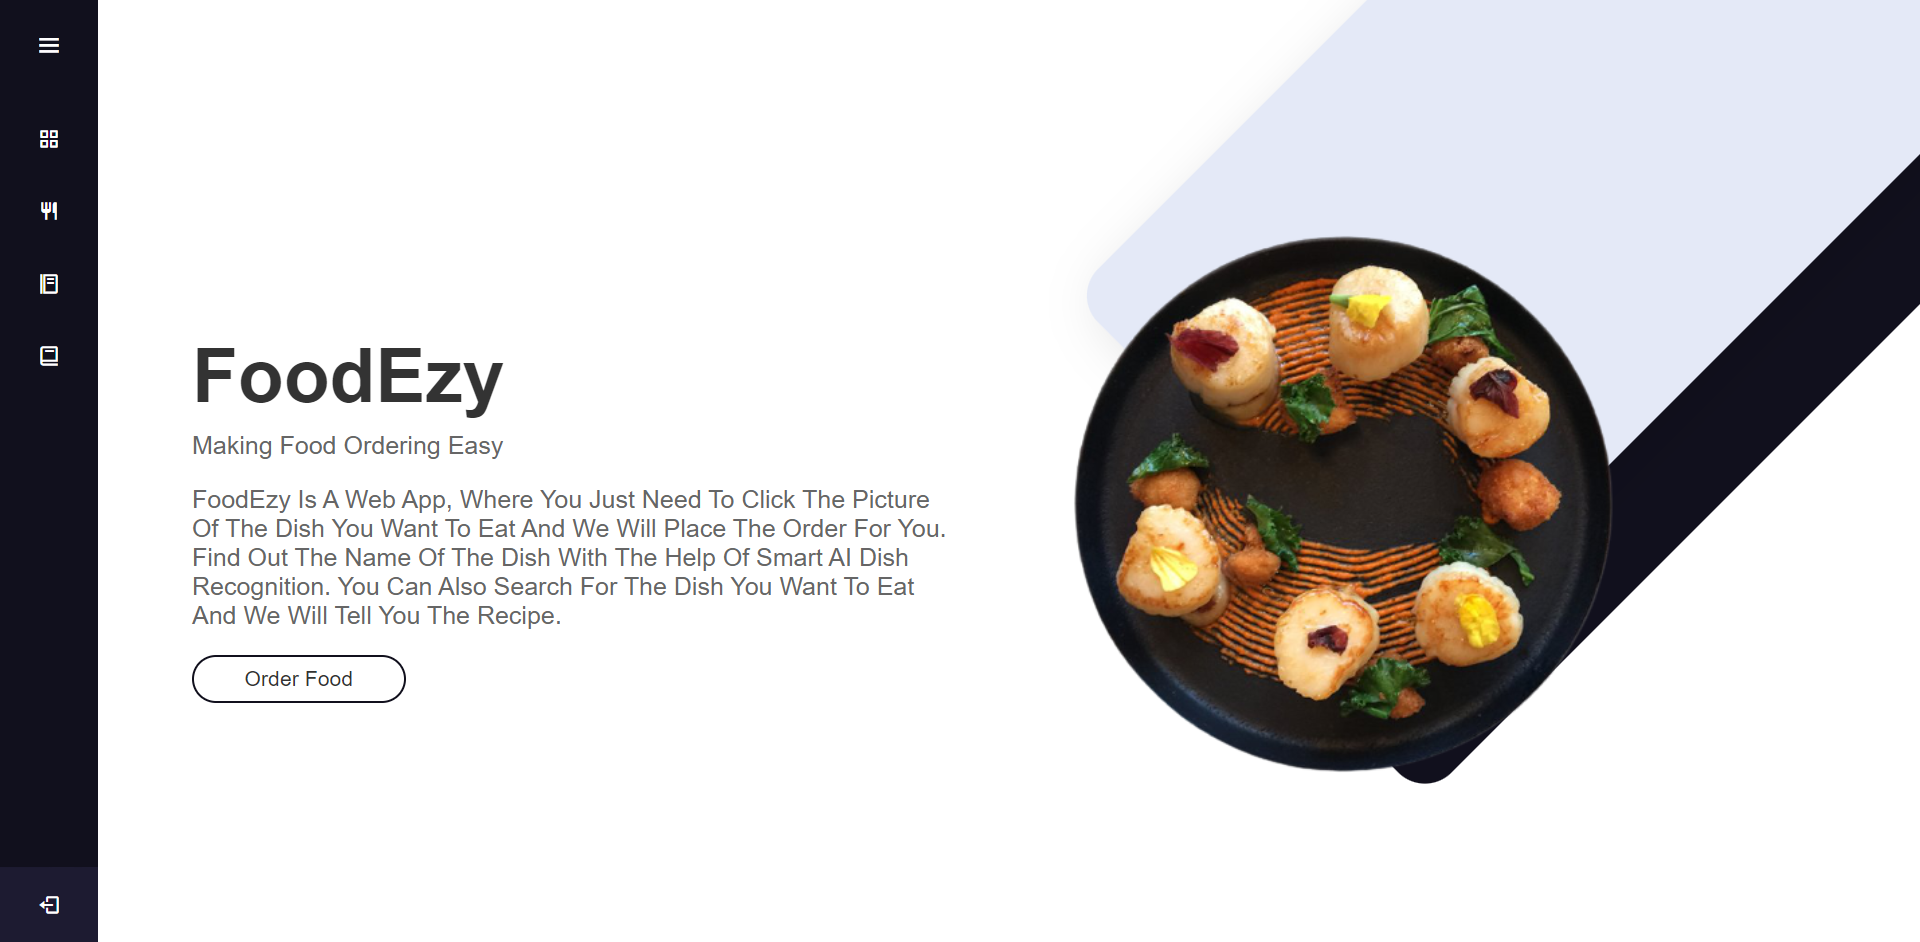 FoodEzy
Making Food Ordering Easy
FoodEzy Is A Web App, Where You Just Need To Click The Picture
Of The Dish You Want To Eat And We Will Place The Order For You.
Find Out The Name Of The Dish With The Help Of Smart AI Dish
Recognition. You Can Also Search For The Dish You Want To Eat
And We Will Tell You The Recipe.
Order Food